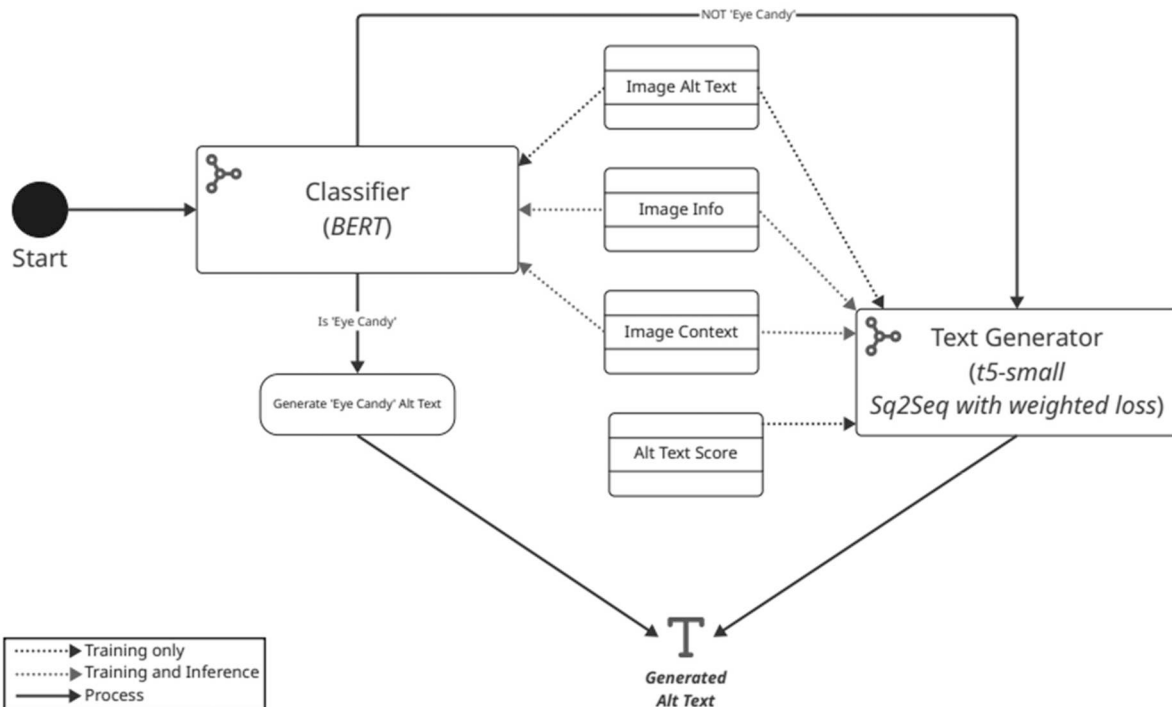 NOT 'Eye Candy'
Image Alt Text
Classifier
(BERT)
Image Info
Start
Is 'Eye Candy'
Image Context
Text Generator
(t5-small
Sq2Seq with weighted loss)
Generate 'Eye Candy' Alt Text
Alt Text Score
Training only
Training and Inference
Process
Generated
Alt Text